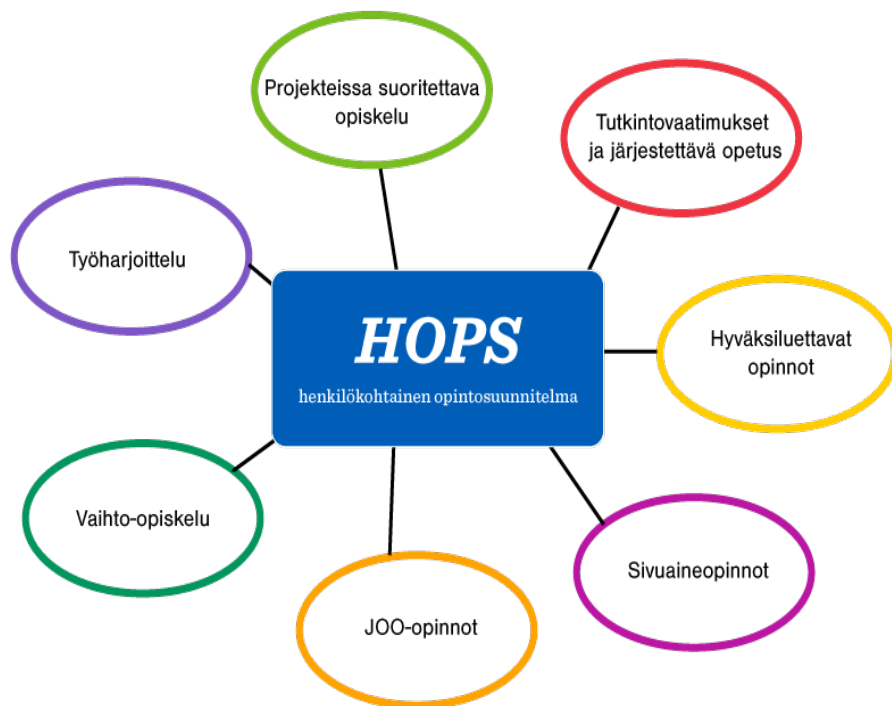 Projekteissa suoritettava
opiskelu
Tutkintovaatimukset
ja järjestettävä opetus
Työharjoittelu
HOPS
henkilökohtainen opintosuunnitelma
Hyväksiluettavat
opinnot
Vaihto-opiskelu
JOO-opinnot
Sivuaineopinnot